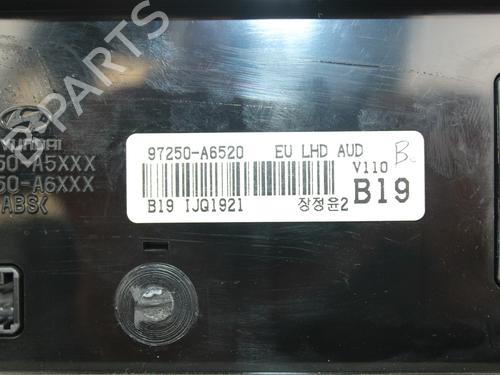 B-PARTS
HYUNDAI
97250-A6520 EU LHD AUD
V110
B19 IJQ1921 장정윤2 B19
50-A5XXX
50-A6XXX
ABS<
B